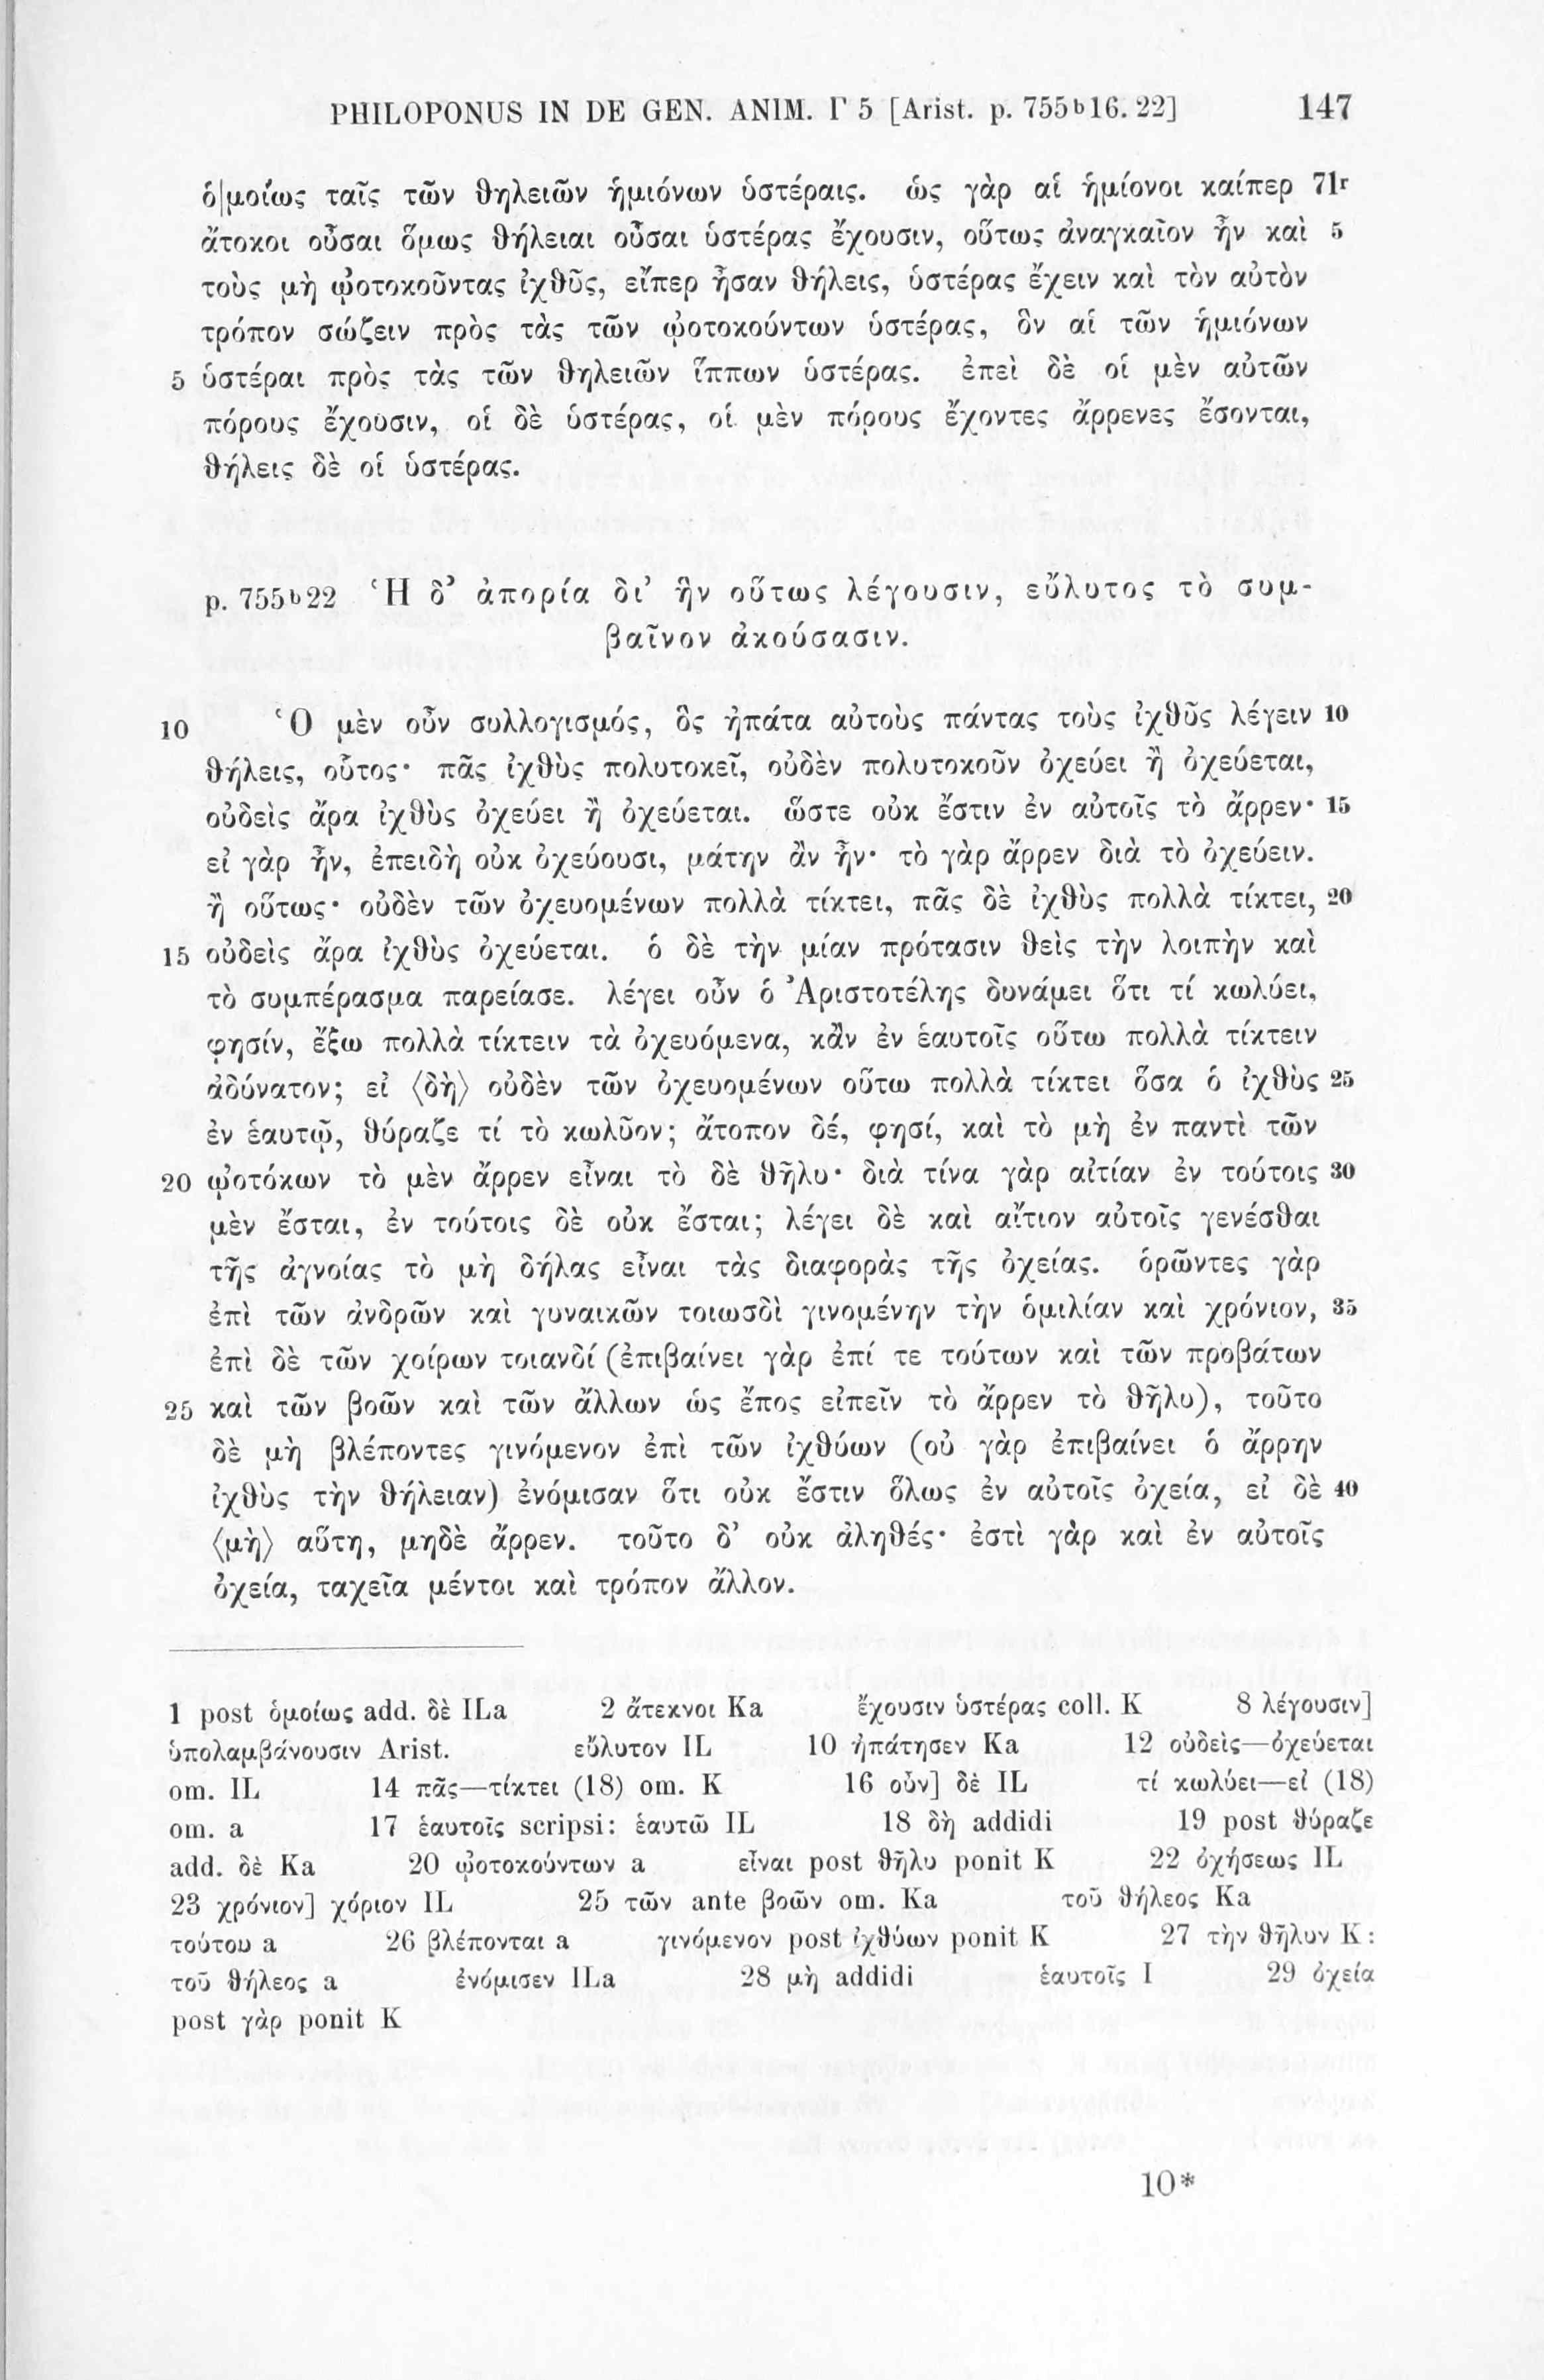 PHILOPONUS IN DE GEN. ANIM. Γ 5 [Arist. p. 755b16. 22] 147
ὁ|μοίως ταῖς τῶν θηλειῶν ἡμιόνων ὑστέραις. ὡς γὰρ αἱ ἡμίονοι καίπερ 71r
ἄτοκοι οὖσαι ὅμως θήλειαι οὖσαι ὑστέρας ἔχουσιν, οὕτως ἀναγκαῖον ἦν καὶ 5
τοὺς μὴ ᾠοτοκοῦντας ἰχθῦς, εἴπερ ἦσαν θήλεις, ὑστέρας ἔχειν καὶ τὸν αὐτὸν
τρόπον σώζειν πρὸς τὰς τῶν ᾠοτοκούντων ὑστέρας, ὃν αἱ τῶν ἡμιόνων
5 ὑστέραι πρὸς τὰς τῶν θηλειῶν ἵππων ὑστέρας. ἐπεὶ δὲ οἱ μὲν αὐτῶν
πόρους ἔχουσιν, οἱ δὲ ὑστέρας, οἱ μὲν πόρους ἔχοντες ἄρρενες ἔσονται,
θήλεις δὲ οἱ ὑστέρας.
p. 755b22 Ἡ δ’ ἀπορία δι’ ἣν οὕτως λέγουσιν, εὔλυτος τὸ συμ-
βαῖνον ἀκούσασιν.
10 Ὁ μὲν οὖν συλλογισμός, ὃς ἠπάτα αὐτοὺς πάντας τοὺς ἰχθῦς λέγειν 10
θήλεις, οὗτος· πᾶς ἰχθὺς πολυτοκεῖ, οὐδὲν πολυτοκοῦν ὀχεύει ἢ ὀχεύεται,
οὐδεὶς ἄρα ἰχθὺς ὀχεύει ἢ ὀχεύεται. ὥστε οὐκ ἔστιν ἐν αὐτοῖς τὸ ἄρρεν· 15
εἰ γὰρ ἦν, ἐπειδὴ οὐκ ὀχεύουσι, μάτην ἂν ἦν· τὸ γὰρ ἄρρεν διὰ τὸ ὀχεύειν.
ἢ οὕτως· οὐδὲν τῶν ὀχευομένων πολλὰ τίκτει, πᾶς δὲ ἰχθὺς πολλὰ τίκτει, 20
15 οὐδεὶς ἄρα ἰχθὺς ὀχεύεται. ὁ δὲ τὴν μίαν πρότασιν θεὶς τὴν λοιπὴν καὶ
τὸ συμπέρασμα παρείασε. λέγει οὖν ὁ Ἀριστοτέλης δυνάμει ὅτι τί κωλύει,
φησίν, ἔξω πολλὰ τίκτειν τὰ ὀχευόμενα, κἂν ἐν ἑαυτοῖς οὕτω πολλὰ τίκτειν
ἀδύνατον; εἰ ⟨δὴ⟩ οὐδὲν τῶν ὀχευομένων οὕτω πολλὰ τίκτει ὅσα ὁ ἰχθὺς 25
ἐν ἑαυτῷ, θύραζε τί τὸ κωλῦον; ἄτοπον δέ, φησί, καὶ τὸ μὴ ἐν παντὶ τῶν
20 ᾠοτόκων τὸ μὲν ἄρρεν εἶναι τὸ δὲ θῆλυ· διὰ τίνα γὰρ αἰτίαν ἐν τούτοις 30
μὲν ἔσται, ἐν τούτοις δὲ οὐκ ἔσται; λέγει δὲ καὶ αἴτιον αὐτοῖς γενέσθαι
τῆς ἀγνοίας τὸ μὴ δήλας εἶναι τὰς διαφορὰς τῆς ὀχείας. ὁρῶντες γὰρ
ἐπὶ τῶν ἀνδρῶν καὶ γυναικῶν τοιωσδὶ γινομένην τὴν ὁμιλίαν καὶ χρόνιον, 35
ἐπὶ δὲ τῶν χοίρων τοιανδί (ἐπιβαίνει γὰρ ἐπί τε τούτων καὶ τῶν προβάτων
25 καὶ τῶν βοῶν καὶ τῶν ἄλλων ὡς ἔπος εἰπεῖν τὸ ἄρρεν τὸ θῆλυ), τοῦτο
δὲ μὴ βλέποντες γινόμενον ἐπὶ τῶν ἰχθύων (οὐ γὰρ ἐπιβαίνει ὁ ἄρρην
ἰχθὺς τὴν θήλειαν) ἐνόμισαν ὅτι οὐκ ἔστιν ὅλως ἐν αὐτοῖς ὀχεία, εἰ δὲ 40
⟨μὴ⟩ αὕτη, μηδὲ ἄρρεν. τοῦτο δ’ οὐκ ἀληθές· ἐστὶ γὰρ καὶ ἐν αὐτοῖς
ὀχεία, ταχεῖα μέντοι καὶ τρόπον ἄλλον.
1 post ὁμοίως add. δὲ ILa 2 ἄτεκνοι Ka ἔχουσιν ὑστέρας coll. K 8 λέγουσιν]
ὑπολαμβάνουσιν Arist. εὔλυτον IL 10 ἠπάτησεν Ka 12 οὐδεὶς—ὀχεύεται
om. IL 14 πᾶς—τίκτει (18) om. K 16 οὖν] δὲ IL τί κωλύει—εἰ (18)
om. a 17 ἑαυτοῖς scripsi: ἑαυτῶ IL 18 δὴ addidi 19 post θύραζε
add. δὲ Ka 20 ᾠοτοκούντων a εἶναι post θῆλυ ponit K 22 ὀχήσεως IL
23 χρόνιον] χόριον IL 25 τῶν ante βοῶν om. Ka τοῦ θήλεος Ka
τούτου a 26 βλέπονται a γινόμενον post ἰχθύων ponit K 27 τὴν θῆλυν K :
τοῦ θήλεος a ἐνόμισεν ILa 28 μὴ addidi ἑαυτοῖς I 29 ὀχεία
post γὰρ ponit K
10*